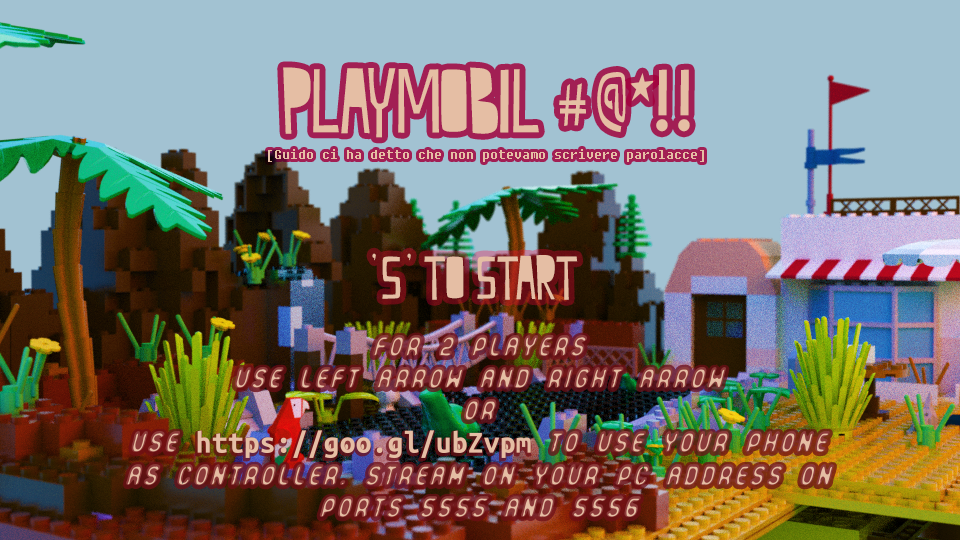 PLAYMOBIL #@*!!
[Guido ci ha detto che non potevamo scrivere parolacce]
'S' TO START
FOR 2 PLAYERS
USE LEFT ARROW AND RIGHT ARROW
OR
USE https://goo.gl/ubZvpm TO USE YOUR PHONE
AS CONTROLLER. STREAM ON YOUR PC ADDRESS ON
PORTS 5555 AND 5556